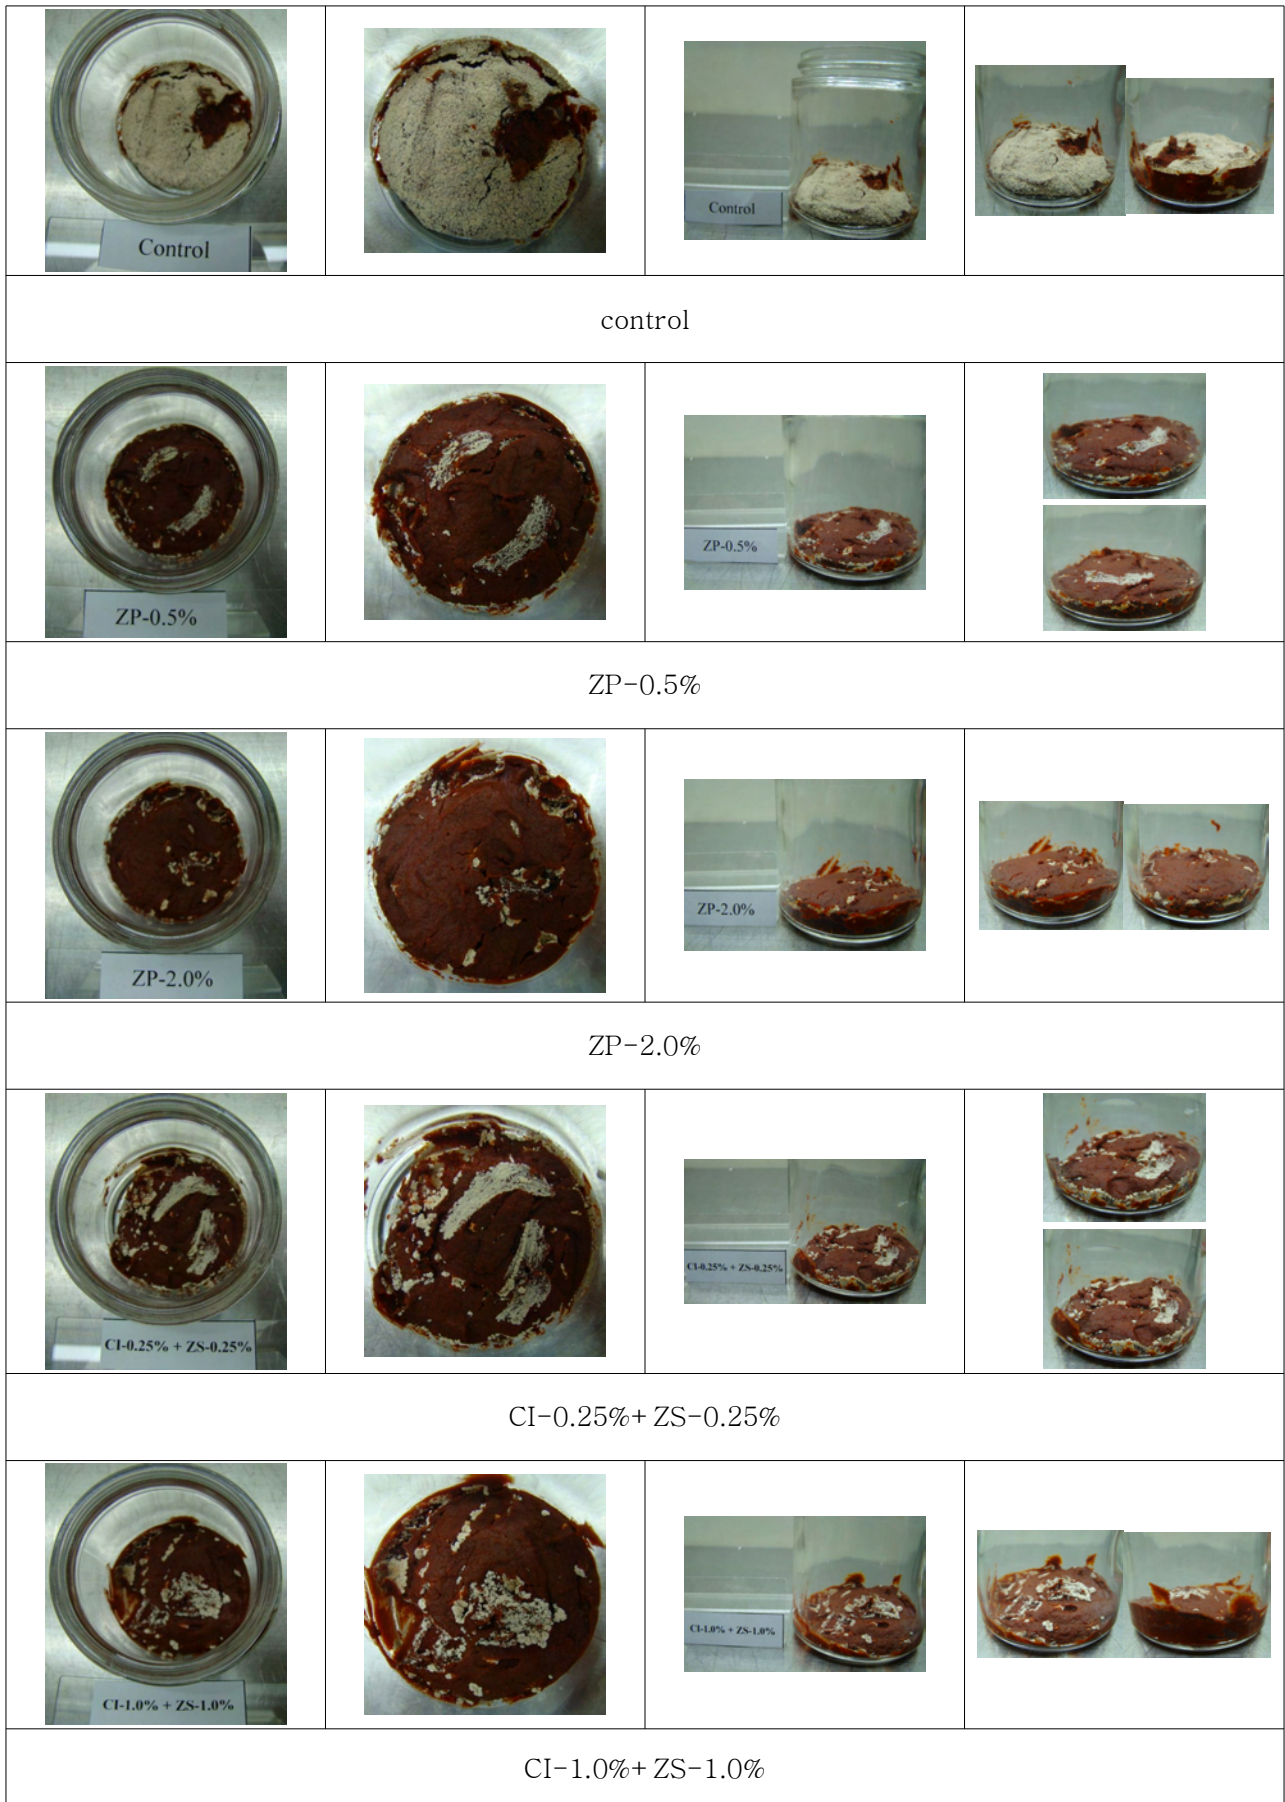 Control
Control
control
ZP-0.5%
ZP-0.5%
ZP-0.5%
ZP-2.0%
ZP-2.0%
ZP-2.0%
CI-0.25% + ZS-0.25%
CI-0.25% + ZS-0.25%
CI-0.25%+ ZS-0.25%
CI-1.0% + ZS-1.0%
CI-1.0% + ZS-1.0%
CI-1.0%+ ZS-1.0%